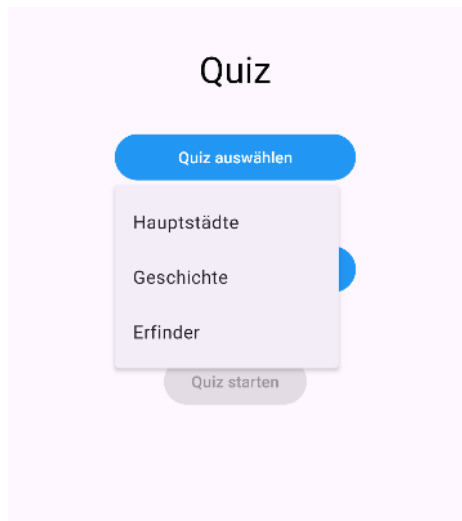 Quiz
Quiz auswählen
Hauptstädte
Geschichte
Erfinder
Quiz starten